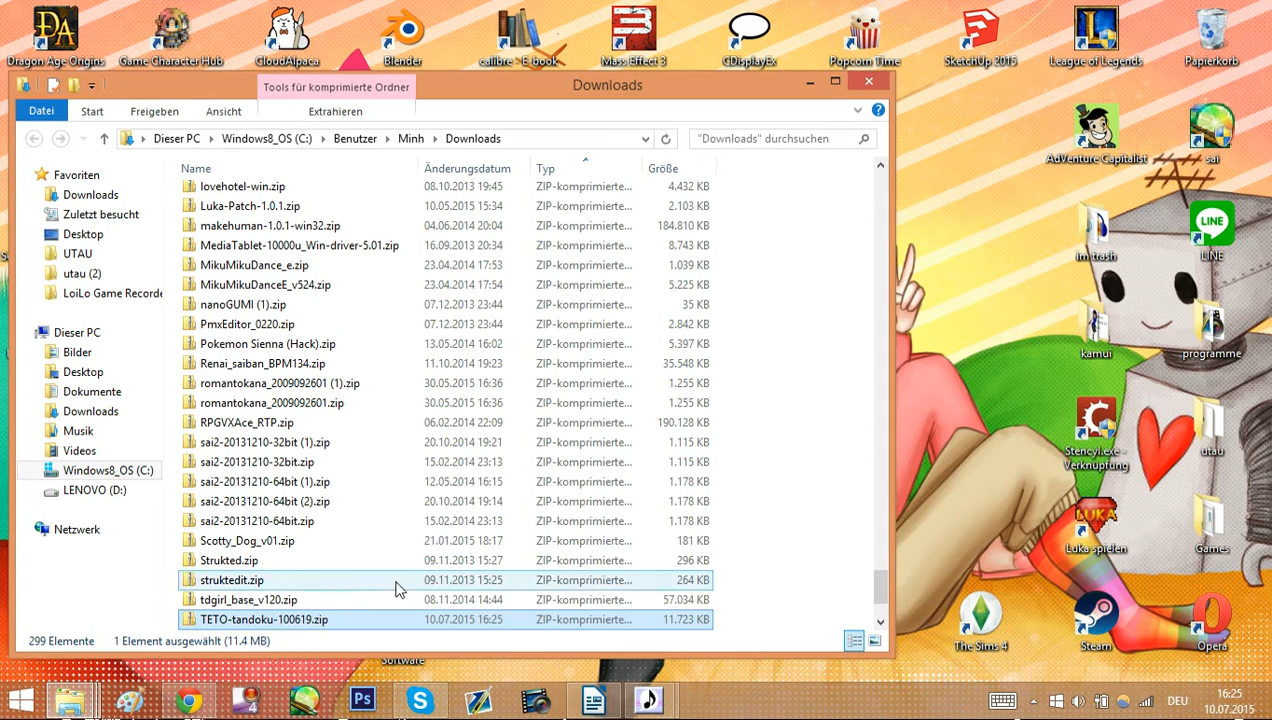 Dragon Age Origins
Game Character Hub
CloudAlpaca
Blender
calibre - E-book
Mass Effect 3
CDisplayEx
Popcorn Time
SketchUp 2015
League of Legends
Papierkorb
Tools für komprimierte Ordner
Downloads
Datei
Start
Freigeben
Ansicht
Extrahieren
Dieser PC
Windows8_OS (C:)
Benutzer
Minh
Downloads
"Downloads" durchsuchen
AdVenture Capitalist
sai
Name
Änderungsdatum
Typ
Größe
Favoriten
Downloads
Zuletzt besucht
Desktop
UTAU
utau (2)
LoiLo Game Recorde
Dieser PC
Bilder
Desktop
Dokumente
Downloads
Musik
Videos
Windows8_OS (C:)
LENOVO (D:)
Netzwerk
lovehotel-win.zip 08.10.2013 19:45 ZIP-komprimierte... 4.432 KB
Luka-Patch-1.0.1.zip 10.05.2015 15:34 ZIP-komprimierte... 2.103 KB
makehuman-1.0.1-win32.zip 04.06.2014 20:04 ZIP-komprimierte... 184.810 KB
MediaTablet-10000u_Win-driver-5.01.zip 16.09.2013 20:34 ZIP-komprimierte... 8.743 KB
MikuMikuDance_e.zip 23.04.2014 17:53 ZIP-komprimierte... 1.039 KB
MikuMikuDanceE_v524.zip 23.04.2014 17:54 ZIP-komprimierte... 5.225 KB
nanoGUMI (1).zip 07.12.2013 23:44 ZIP-komprimierte... 35 KB
PmxEditor_0220.zip 07.12.2013 23:44 ZIP-komprimierte... 2.842 KB
Pokemon Sienna (Hack).zip 13.05.2014 16:02 ZIP-komprimierte... 5.397 KB
Renai_saiban_BPM134.zip 11.10.2014 19:23 ZIP-komprimierte... 35.548 KB
romantokana_2009092601 (1).zip 30.05.2015 16:36 ZIP-komprimierte... 1.255 KB
romantokana_2009092601.zip 30.05.2015 16:36 ZIP-komprimierte... 1.255 KB
RPGVXAce_RTP.zip 06.02.2014 22:09 ZIP-komprimierte... 190.128 KB
sai2-20131210-32bit (1).zip 20.10.2014 19:21 ZIP-komprimierte... 1.115 KB
sai2-20131210-32bit.zip 15.02.2014 23:13 ZIP-komprimierte... 1.115 KB
sai2-20131210-64bit (1).zip 12.05.2014 16:15 ZIP-komprimierte... 1.178 KB
sai2-20131210-64bit (2).zip 20.10.2014 19:14 ZIP-komprimierte... 1.178 KB
sai2-20131210-64bit.zip 15.02.2014 23:13 ZIP-komprimierte... 1.178 KB
Scotty_Dog_v01.zip 21.01.2015 18:17 ZIP-komprimierte... 181 KB
Strukted.zip 09.11.2013 15:27 ZIP-komprimierte... 296 KB
struktedit.zip 09.11.2013 15:25 ZIP-komprimierte... 264 KB
tdgirl_base_v120.zip 08.11.2014 14:44 ZIP-komprimierte... 57.034 KB
TETO-tandoku-100619.zip 10.07.2015 16:25 ZIP-komprimierte... 11.723 KB
299 Elemente
1 Element ausgewählt (11.4 MB)
LINE
LINE
im trash
kamui
programme
Stencyl.exe -
Verknüpfung
utau
LUKA
Luka spielen
Games
The Sims 4
Steam
Opera
Software
4
Ps
DEU
16:25
10.07.2015